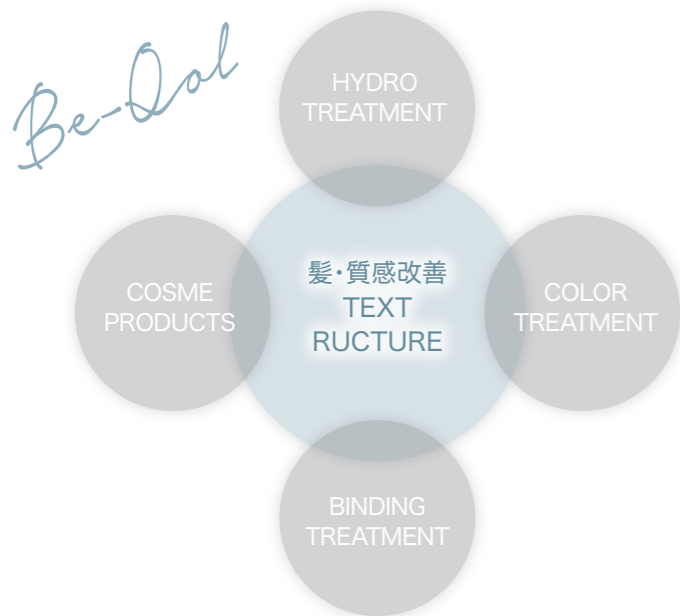 Be-Qol
HYDRO
TREATMENT
髪・質感改善
TEXT
RUCTURE
COSME
PRODUCTS
COLOR
TREATMENT
BINDING
TREATMENT